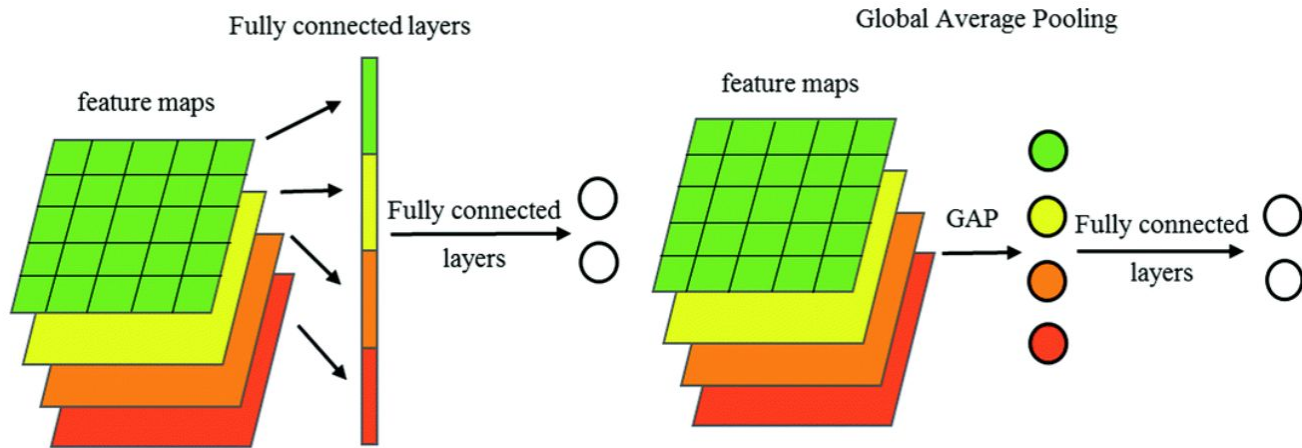 Fully connected layers
feature maps
Fully connected
layers
Global Average Pooling
feature maps
GAP
Fully connected
layers